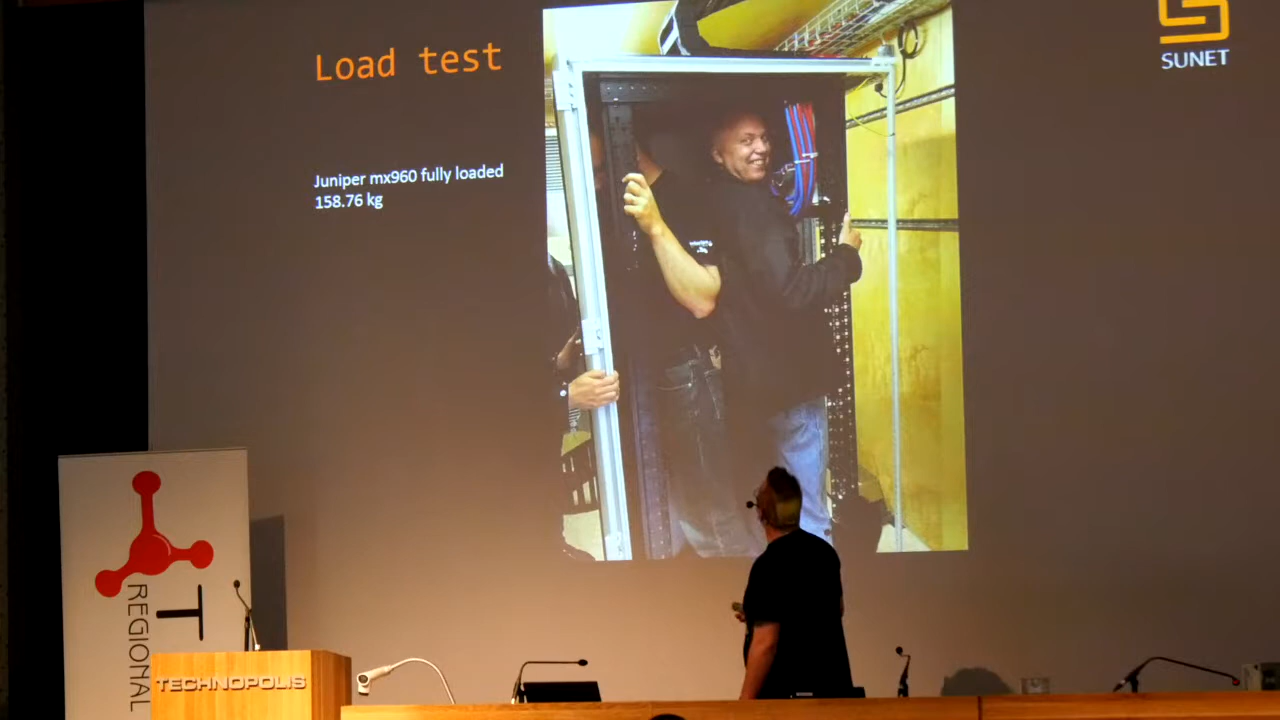 Load test
SUNET
Juniper mx960 fully loaded
158.76 kg
T
REGIONAL
TECHNOPOLIS